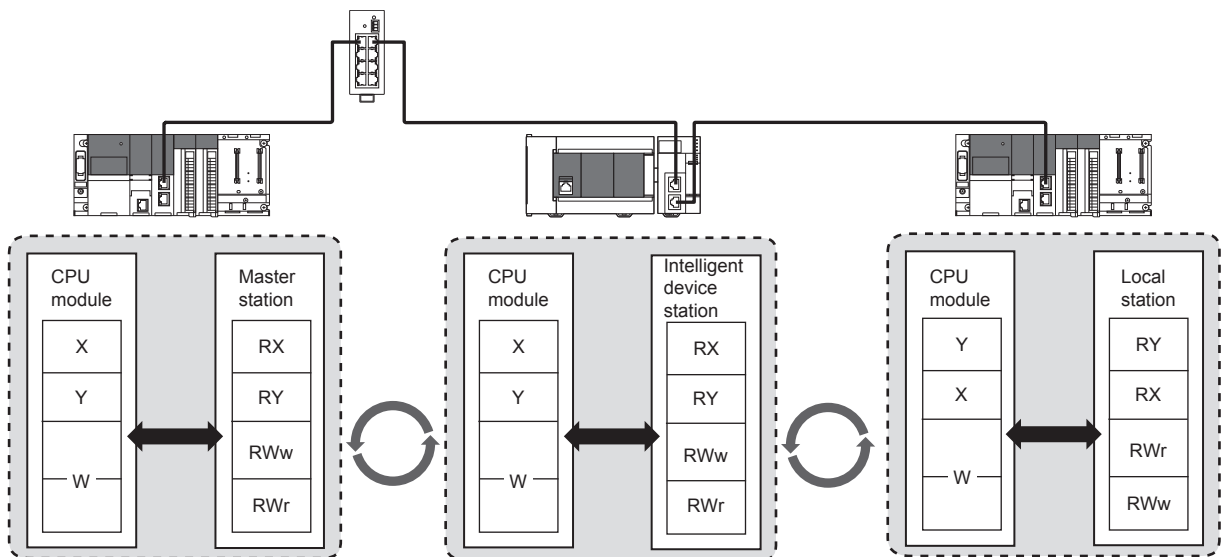 CPU
module
X
Y
W
Master
station
RX
RY
RWw
RWr
CPU
module
X
Y
W
Intelligent
device
station
RX
RY
RWw
RWr
CPU
module
Y
X
W
Local
station
RY
RX
RWr
RWw